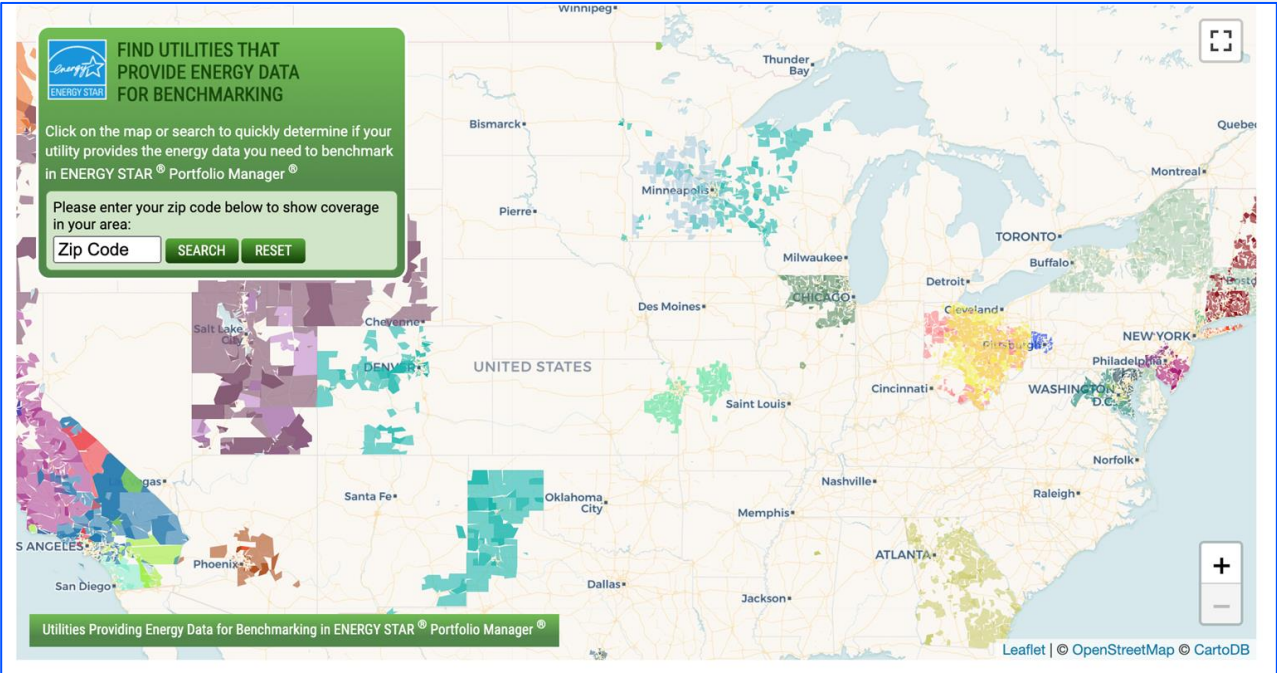 Winnipeg
FIND UTILITIES THAT
PROVIDE ENERGY DATA
FOR BENCHMARKING
energy
ENERGY STAR
Click on the map or search to quickly determine if your
utility provides the energy data you need to benchmark
in ENERGY STAR ® Portfolio Manager ®
Please enter your zip code below to show coverage
in your area:
Zip Code
SEARCH
RESET
Thunder
Bay
Bismarck
Quebec
Minneapolis
Montreal
Pierre
TORONTO
Milwaukee
Buffalo
Detroit
CHICAGO
Des Moines
Cleveland
Salt Lake
City
Cheyenne
NEW YORK
Pittsburgh
Philadelphia
DENVER
UNITED STATES
Cincinnati
WASHINGTON
D.C.
Saint Louis
Norfolk
gas
Santa Fe
Oklahoma
City
Nashville
Raleigh
Memphis
S ANGELES
Phoenix
ATLANTA
San Diego
Dallas
Jackson
+
−
Utilities Providing Energy Data for Benchmarking in ENERGY STAR ® Portfolio Manager ®
Leaflet | © OpenStreetMap © CartoDB